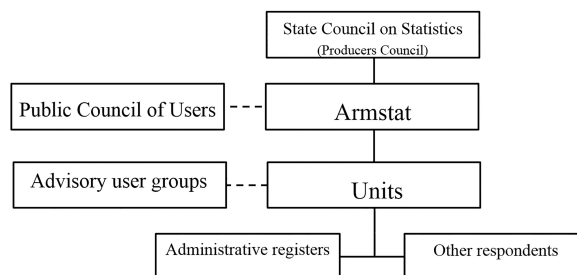 State Council on Statistics
(Producers Council)
Public Council of Users
Armstat
Advisory user groups
Units
Administrative registers
Other respondents